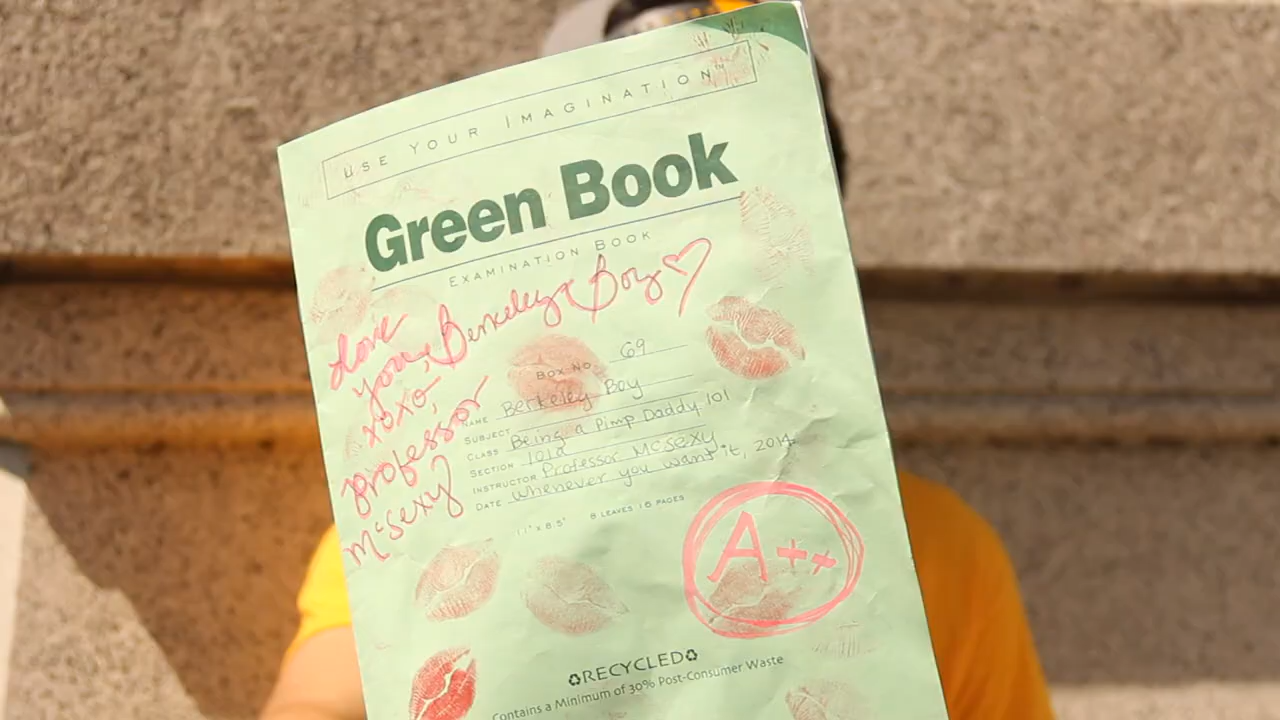 USE YOUR IMAGINATION™
Green Book
EXAMINATION BOOK
Love you, Berkeley Boy ♡
xoxo,
professor
mcsexy
BOX NO. 69
NAME Berkeley Boy
SUBJECT Being a Pimp Daddy 101
CLASS 101a
SECTION
INSTRUCTOR Professor McSexy.
DATE whenever you want it, 2014
11" X 8.5" 8 LEAVES 16 PAGES
A++
♻RECYCLED♻
Contains a Minimum of 30% Post-Consumer Waste